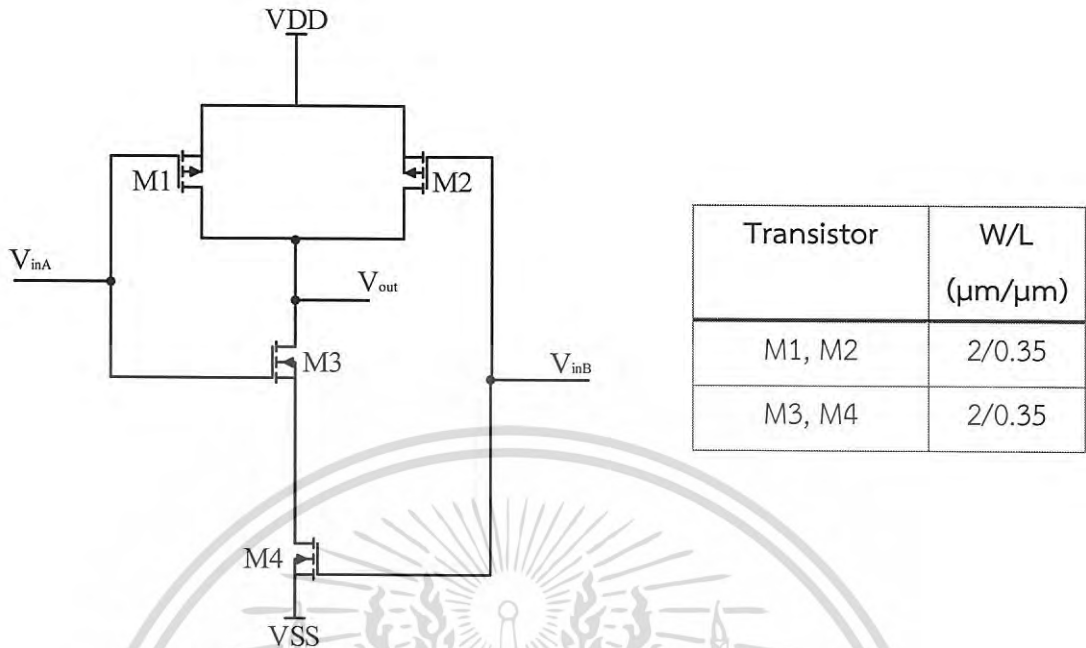 VDD
M1
M2
VinA
Vout
M3
VinB
M4
VSS
Transistor W/L
(μm/μm)
M1, M2 2/0.35
M3, M4 2/0.35